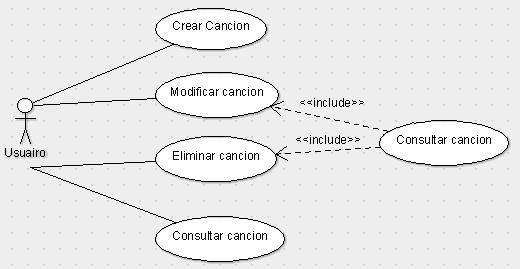 Crear Cancion
Modificar cancion
<<include>>
Usuairo
Eliminar cancion
<<include>>
Consultar cancion
Consultar cancion